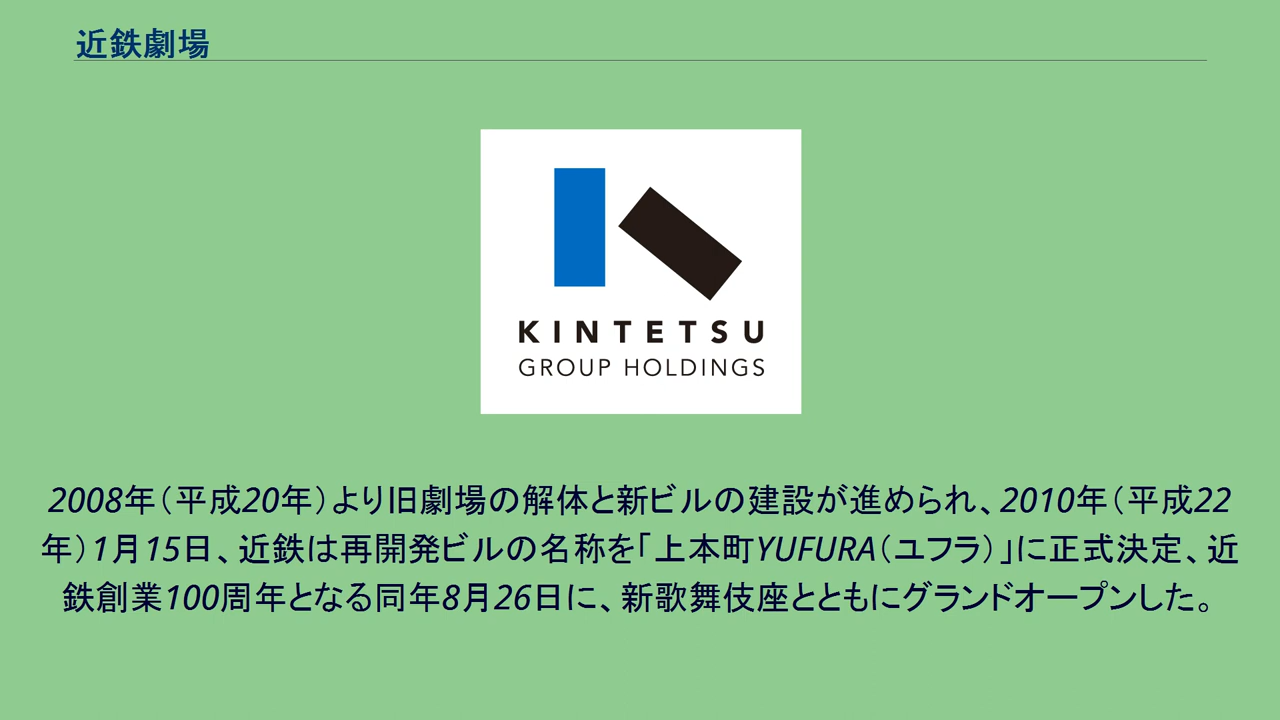 近鉄劇場
KINTETSU
GROUP HOLDINGS
2008年（平成20年）より旧劇場の解体と新ビルの建設が進められ、2010年（平成22
年）1月15日、近鉄は再開発ビルの名称を「上本町YUFURA（ユフラ）」に正式決定、近
鉄創業100周年となる同年8月26日に、新歌舞伎座とともにグランドオープンした。